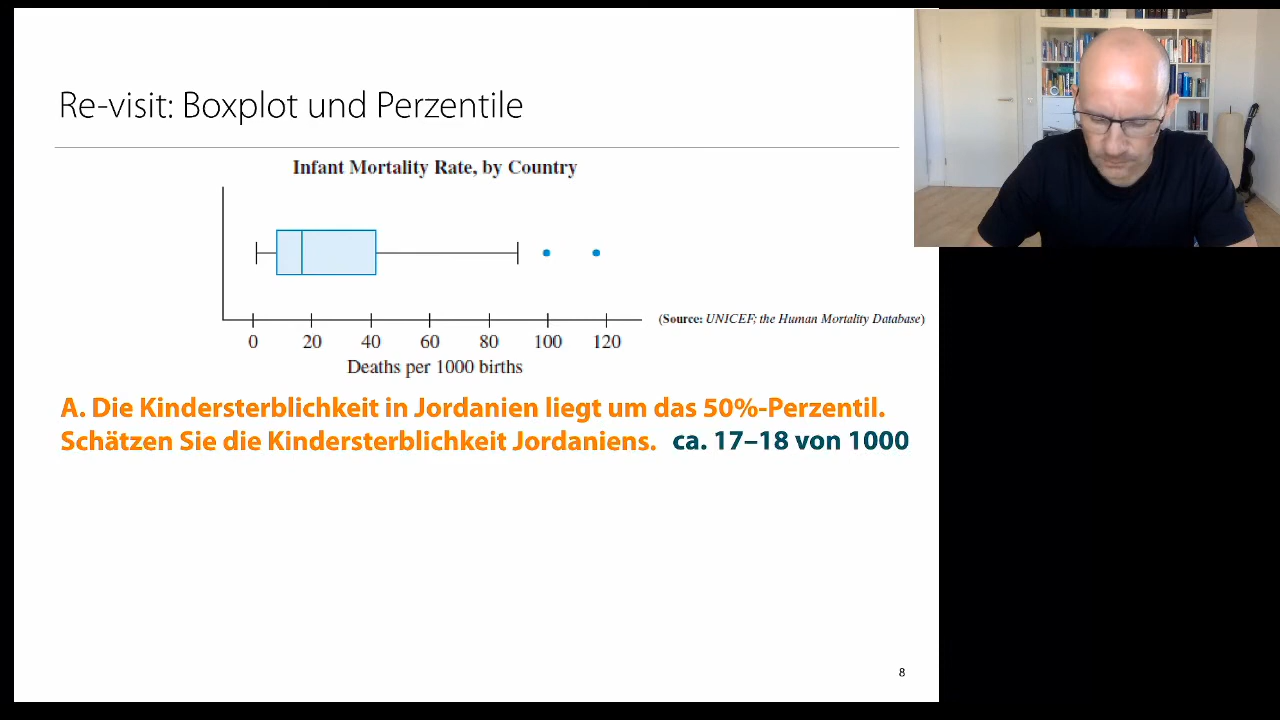 Re-visit: Boxplot und Perzentile
Infant Mortality Rate, by Country
(Source: UNICEF; the Human Mortality Database)
0 20 40 60 80 100 120
Deaths per 1000 births
A. Die Kindersterblichkeit in Jordanien liegt um das 50%-Perzentil.
Schätzen Sie die Kindersterblichkeit Jordaniens. ca. 17–18 von 1000
8